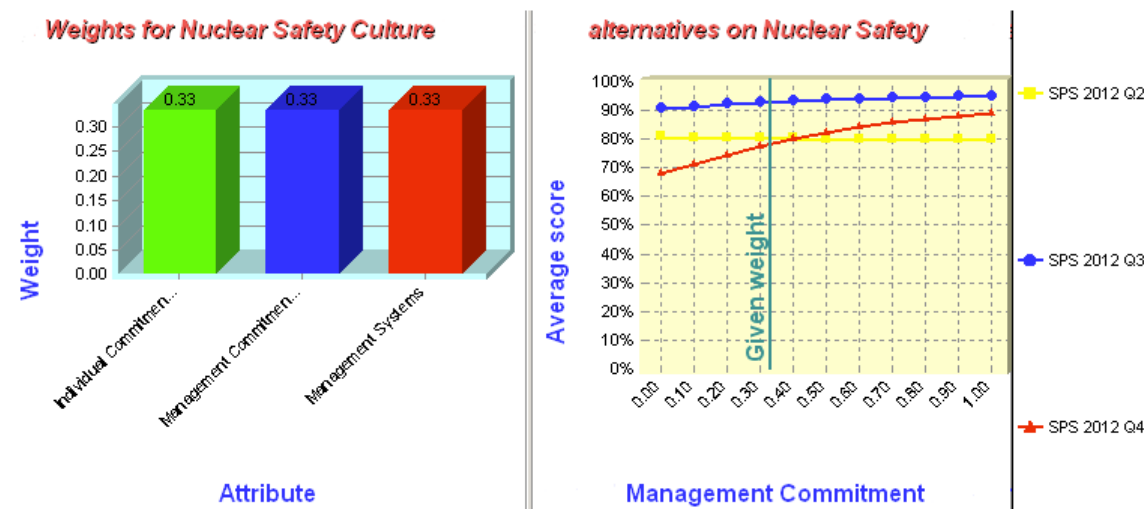 Weights for Nuclear Safety Culture
0.33
0.33
0.33
0.30
0.25
0.20
0.15
0.10
0.05
0.00
Weight
Individual Commitmen...
Management Commitm...
Management Systems
Attribute
alternatives on Nuclear Safety
100%
90%
80%
70%
60%
50%
40%
30%
20%
10%
0%
Average score
Given weight
0.00
0.10
0.20
0.30
0.40
0.50
0.60
0.70
0.80
0.90
1.00
Management Commitment
SPS 2012 Q2
SPS 2012 Q3
SPS 2012 Q4